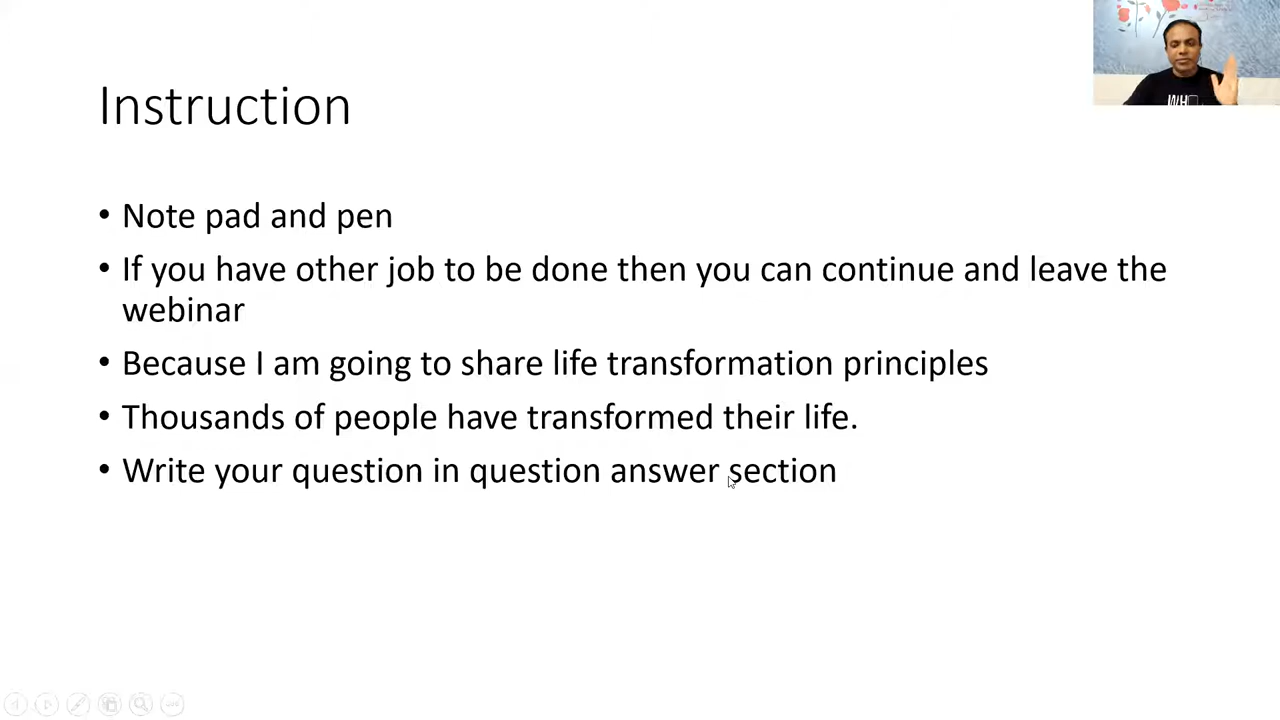 Instruction
• Note pad and pen
• If you have other job to be done then you can continue and leave the
webinar
• Because I am going to share life transformation principles
• Thousands of people have transformed their life.
• Write your question in question answer section